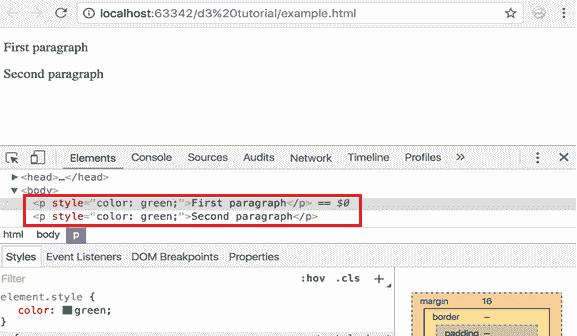 localhost:63342/d3%20tutorial/example.html
First paragraph
Second paragraph
Elements Console Sources Audits Network Timeline Profiles »
▶<head>…</head>
▼<body>
<p style="color: green;">First paragraph</p> == $0
<p style="color: green;">Second paragraph</p>
html body p
Styles Event Listeners DOM Breakpoints Properties
Filter :hov .cls +
element.style {
color: green;
}
margin 16
border –
padding –